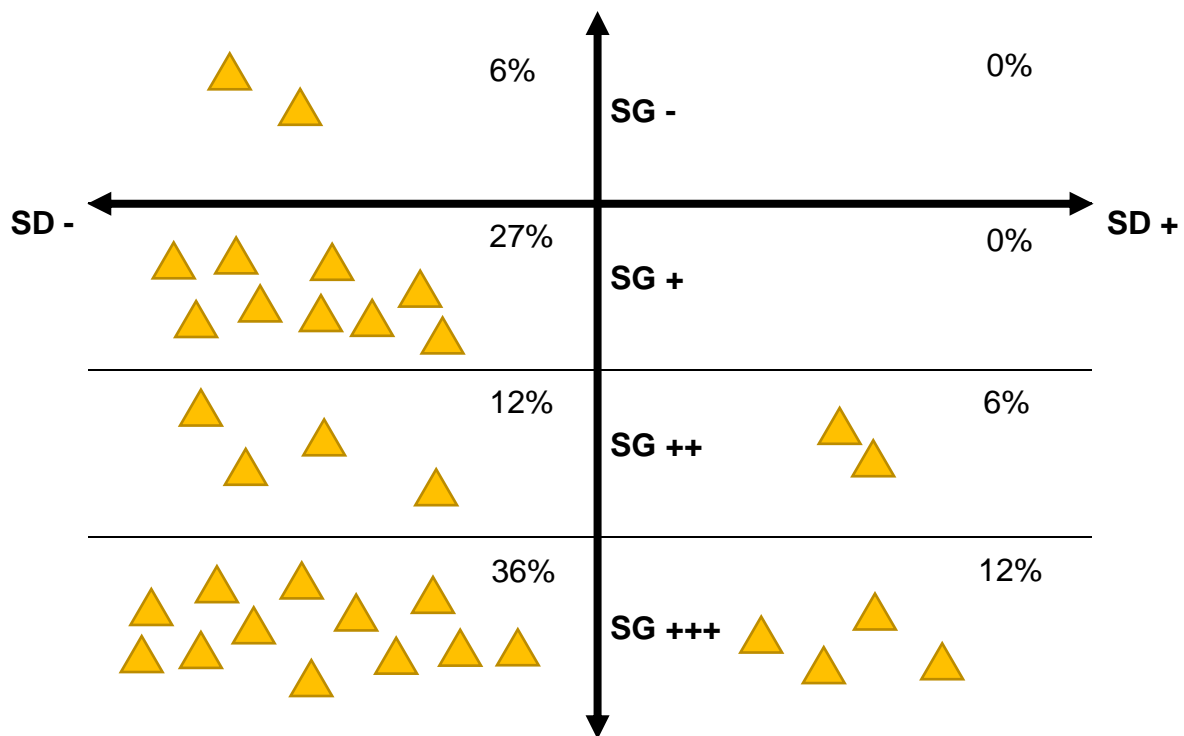 6%
0%
SG -
SD -
SD +
27%
0%
SG +
12%
6%
SG ++
36%
12%
SG +++